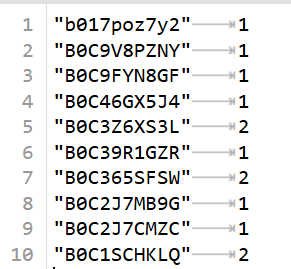 1 "b017poz7y2" 1
2 "B0C9V8PZNY" 1
3 "B0C9FYN8GF" 1
4 "B0C46GX5J4" 1
5 "B0C3Z6XS3L" 2
6 "B0C39R1GZR" 1
7 "B0C365SFSW" 2
8 "B0C2J7MB9G" 1
9 "B0C2J7CMZC" 1
10 "B0C1SCHKLQ" 2